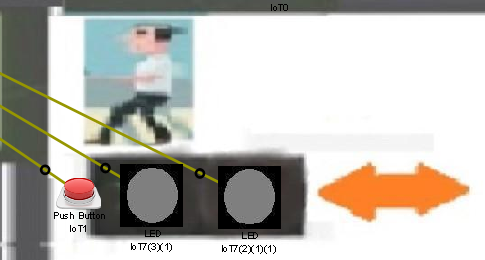 IoT0
Push Button
IoT1
LED
IoT7(3)(1)
LED
IoT7(2)(1)(1)